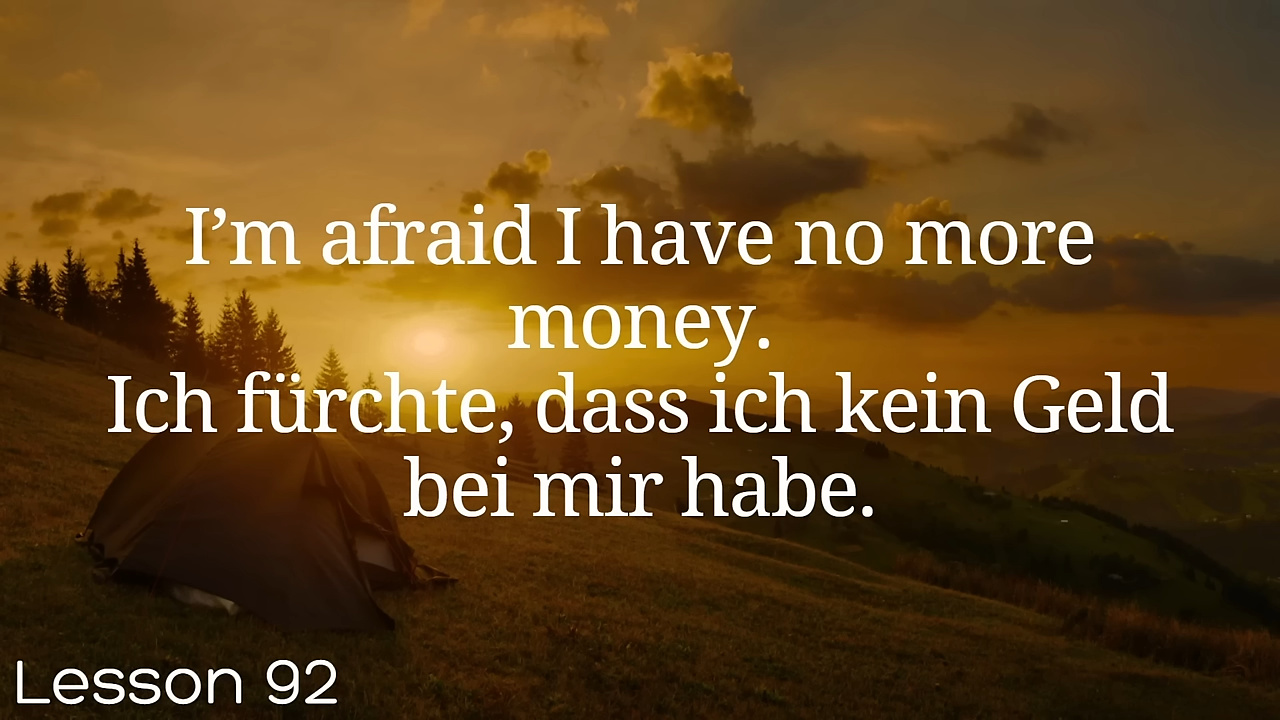 I’m afraid I have no more
money.
Ich fürchte, dass ich kein Geld
bei mir habe.
Lesson 92